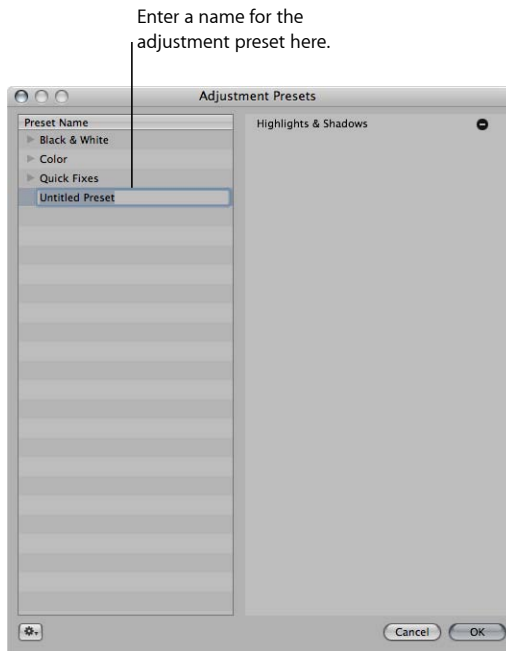 Enter a name for the
adjustment preset here.
Adjustment Presets
Preset Name
Highlights & Shadows
Black & White
Color
Quick Fixes
Untitled Preset
Cancel
OK